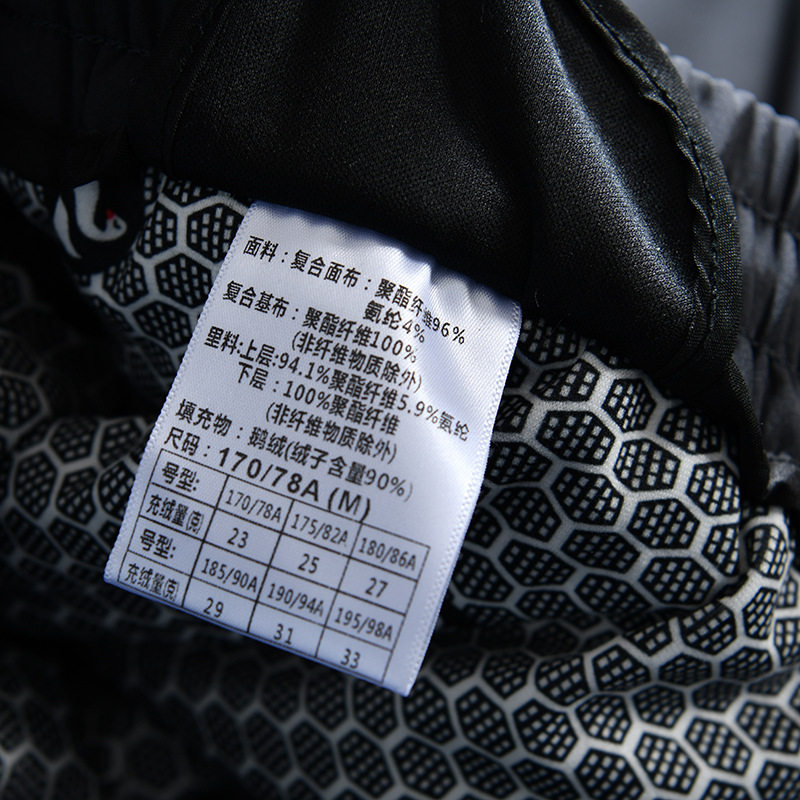 面料：复合面布：聚酯纤维96%
氨纶4%
复合基布：聚酯纤维100%
(非纤维物质除外)
里料：上层：94.1%聚酯纤维5.9%氨纶
下层：100%聚酯纤维
(非纤维物质除外)
填充物：鹅绒(绒子含量90%)
尺码：170/78A (M)
号型： 170/78A 175/82A 180/86A
充绒量(克) 23 25 27
号型： 185/90A 190/94A 195/98A
充绒量(克) 29 31 33